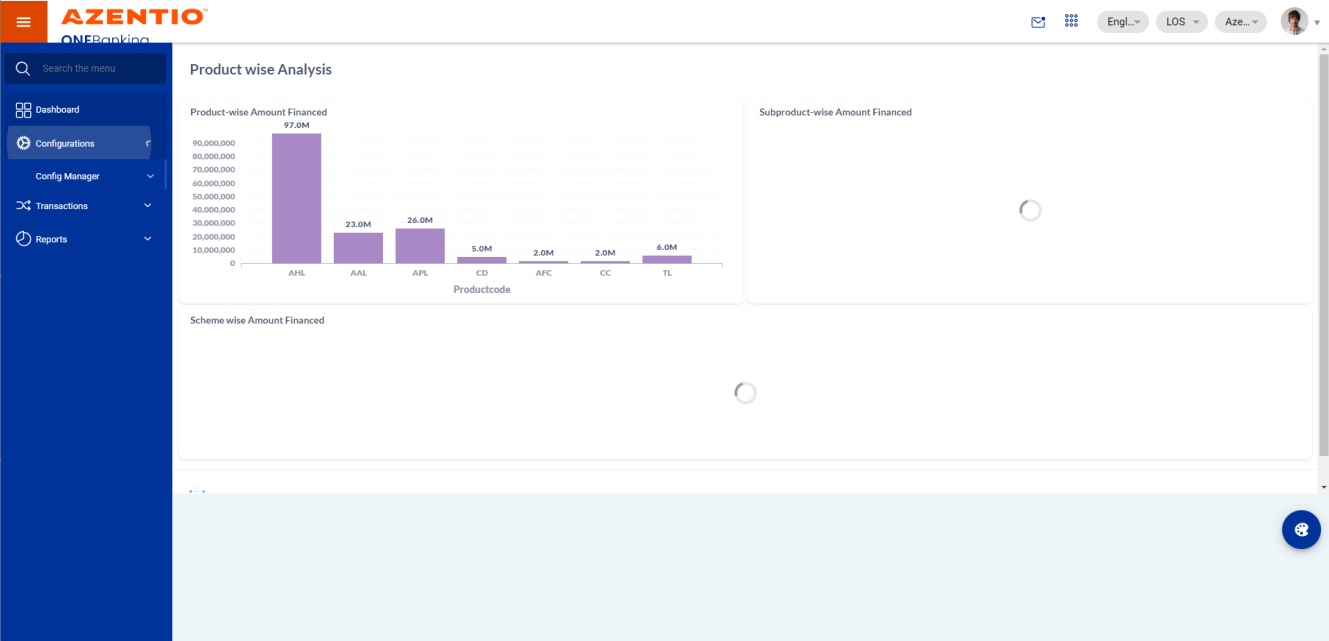 AZENTIO™
ONEBanking
Engl...
LOS
Aze...
Search the menu
Dashboard
Configurations
Config Manager
Transactions
Reports
Product wise Analysis
Product-wise Amount Financed
97.0M
90,000,000
80,000,000
70,000,000
60,000,000
50,000,000
40,000,000
30,000,000
20,000,000
10,000,000
0
23.0M
26.0M
5.0M
2.0M
2.0M
6.0M
AHL AAL APL CD AFC CC TL
Productcode
Subproduct-wise Amount Financed
Scheme wise Amount Financed